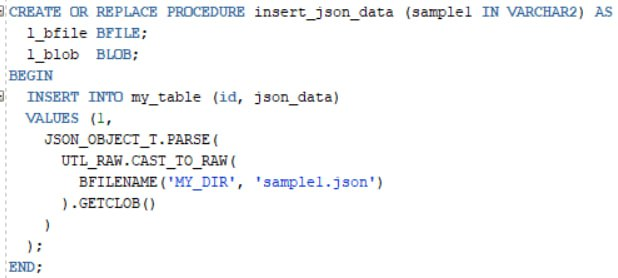 CREATE OR REPLACE PROCEDURE insert_json_data (sample1 IN VARCHAR2) AS
  l_bfile BFILE;
  l_blob  BLOB;
BEGIN
  INSERT INTO my_table (id, json_data)
  VALUES (1,
    JSON_OBJECT_T.PARSE(
      UTL_RAW.CAST_TO_RAW(
        BFILENAME('MY_DIR', 'sample1.json')
      ).GETCLOB()
    )
  );
END;